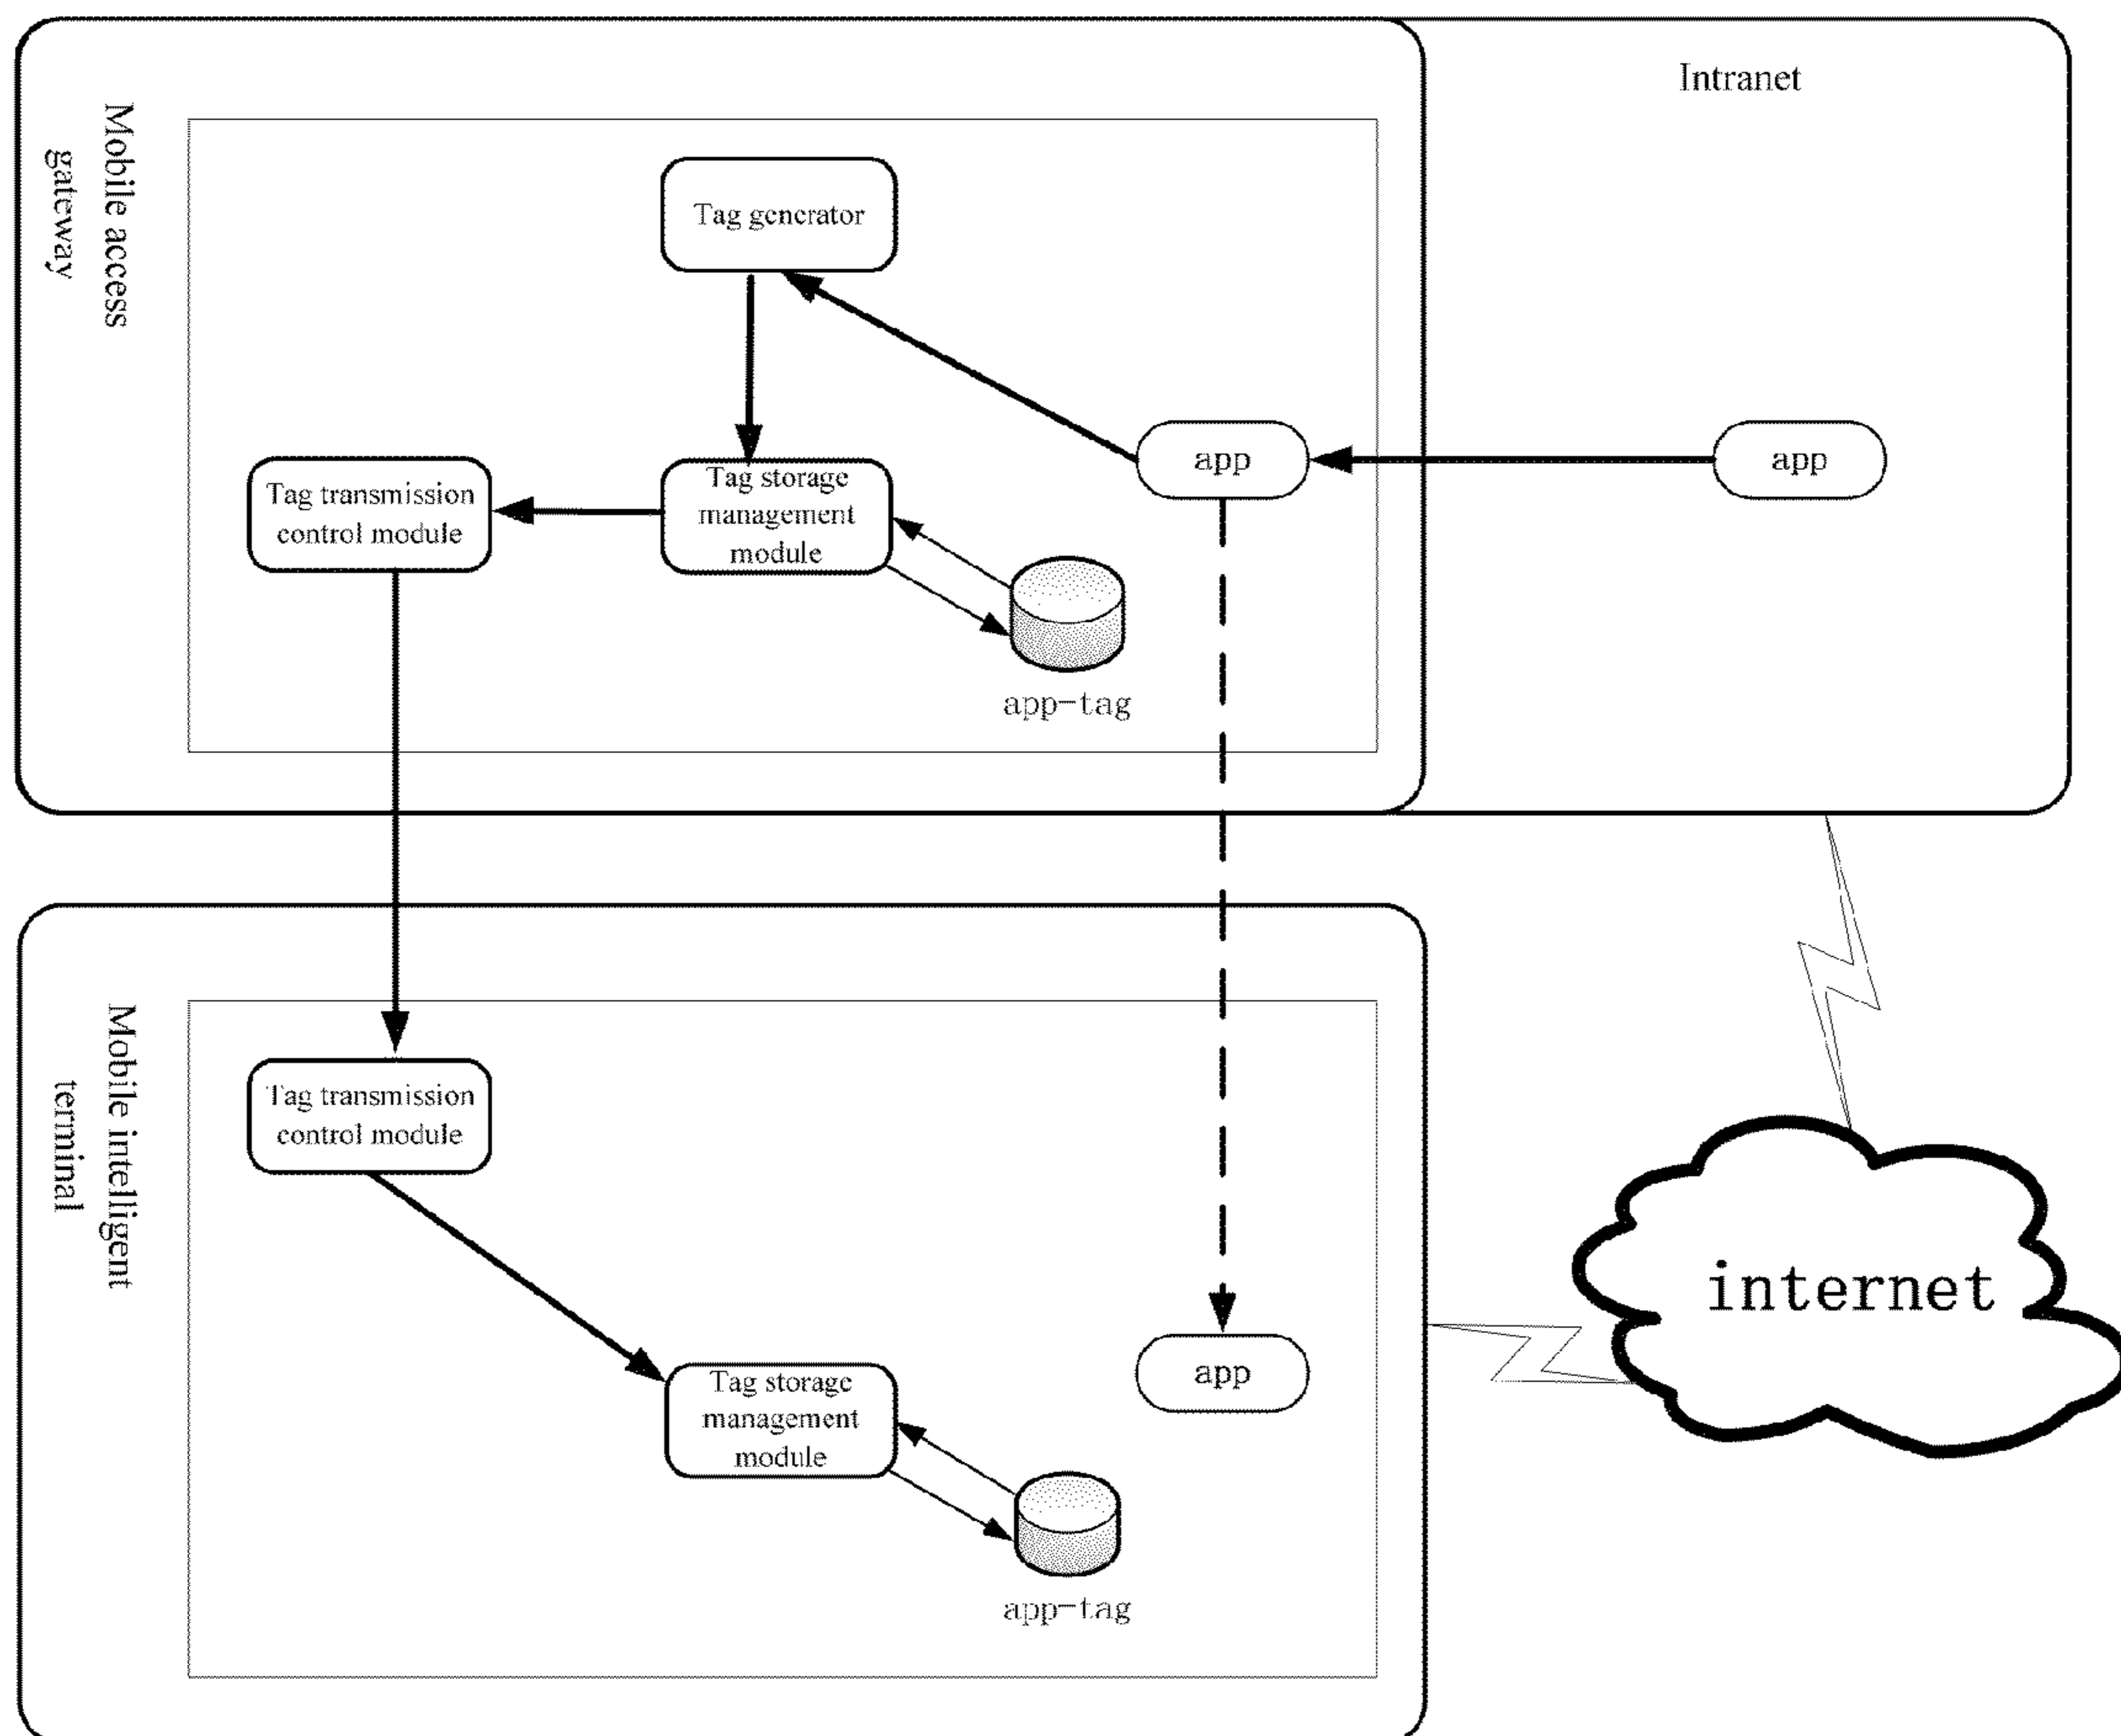 Intranet
Mobile access
gateway
Tag generator
app
app
Tag transmission
control module
Tag storage
management
module
app-tag
Mobile intelligent
terminal
Tag transmission
control module
internet
app
Tag storage
management
module
app-tag